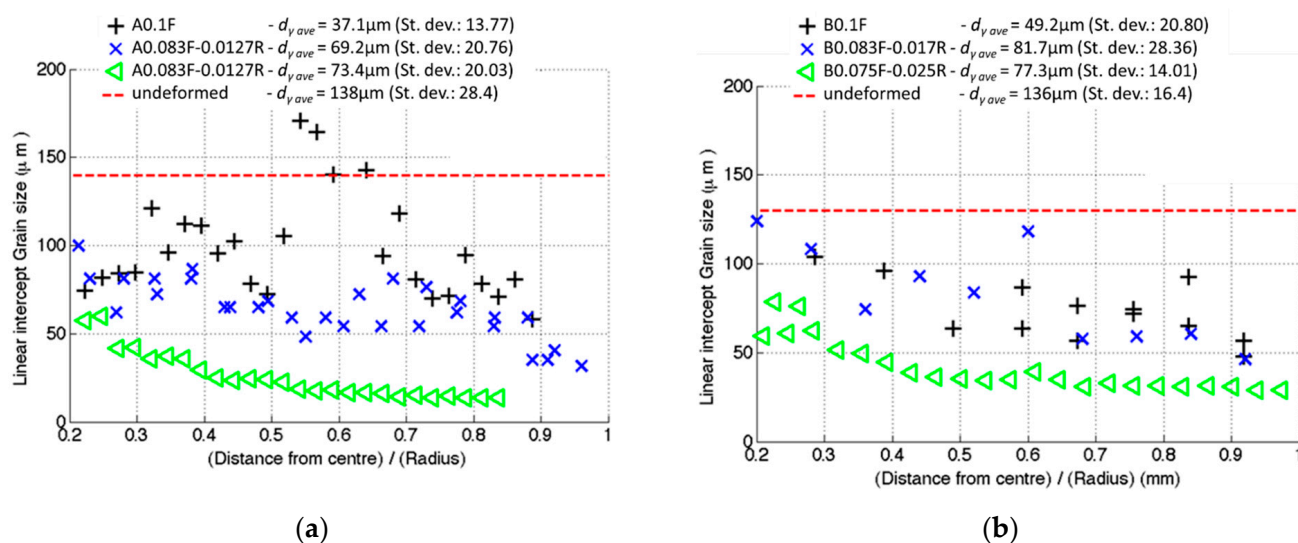 A0.1F - dγ ave = 37.1μm (St. dev.: 13.77)
A0.083F-0.0127R - dγ ave = 69.2μm (St. dev.: 20.76)
A0.083F-0.0127R - dγ ave = 73.4μm (St. dev.: 20.03)
undeformed - dγ ave = 138μm (St. dev.: 28.4)
200
150
100
50
0
Linear intercept Grain size (μ m)
0.2 0.3 0.4 0.5 0.6 0.7 0.8 0.9 1
(Distance from centre) / (Radius)
(a)
B0.1F - dγ ave = 49.2μm (St. dev.: 20.80)
B0.083F-0.017R - dγ ave = 81.7μm (St. dev.: 28.36)
B0.075F-0.025R - dγ ave = 77.3μm (St. dev.: 14.01)
undeformed - dγ ave = 136μm (St. dev.: 16.4)
200
150
100
50
0
Linear intercept Grain size (μ m)
0.2 0.3 0.4 0.5 0.6 0.7 0.8 0.9 1
(Distance from centre) / (Radius) (mm)
(b)